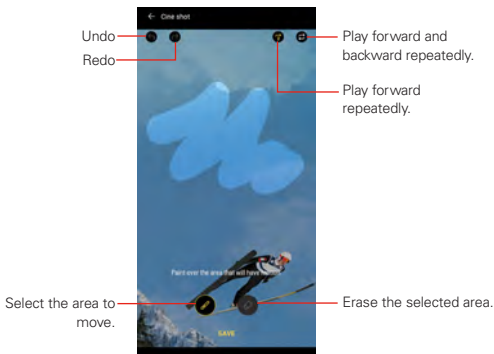 Cine shot
Undo
Redo
Play forward and
backward repeatedly.
Play forward
repeatedly.
Paint over the area that will have
Select the area to
move.
Erase the selected area.
SAVE